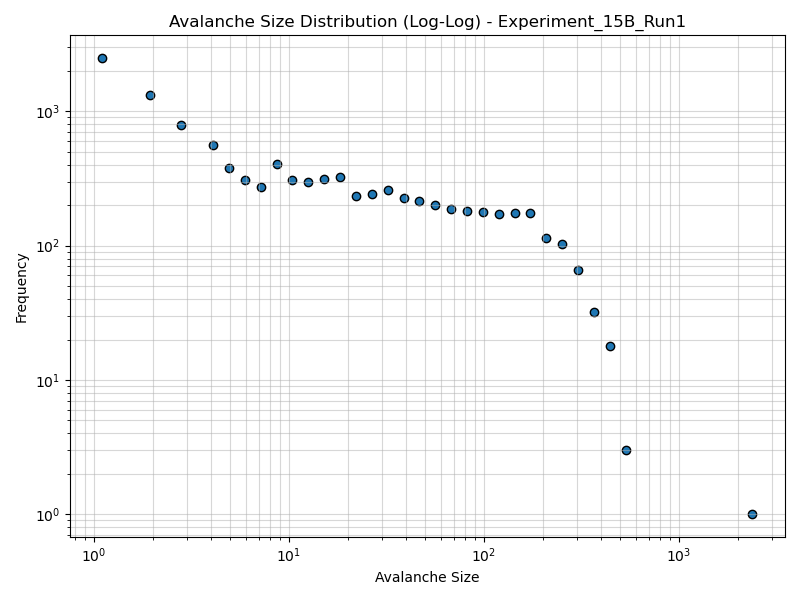 Avalanche Size Distribution (Log-Log) - Experiment_15B_Run1
Frequency
10³
10²
10¹
10⁰
10⁰ 10¹ 10² 10³
Avalanche Size